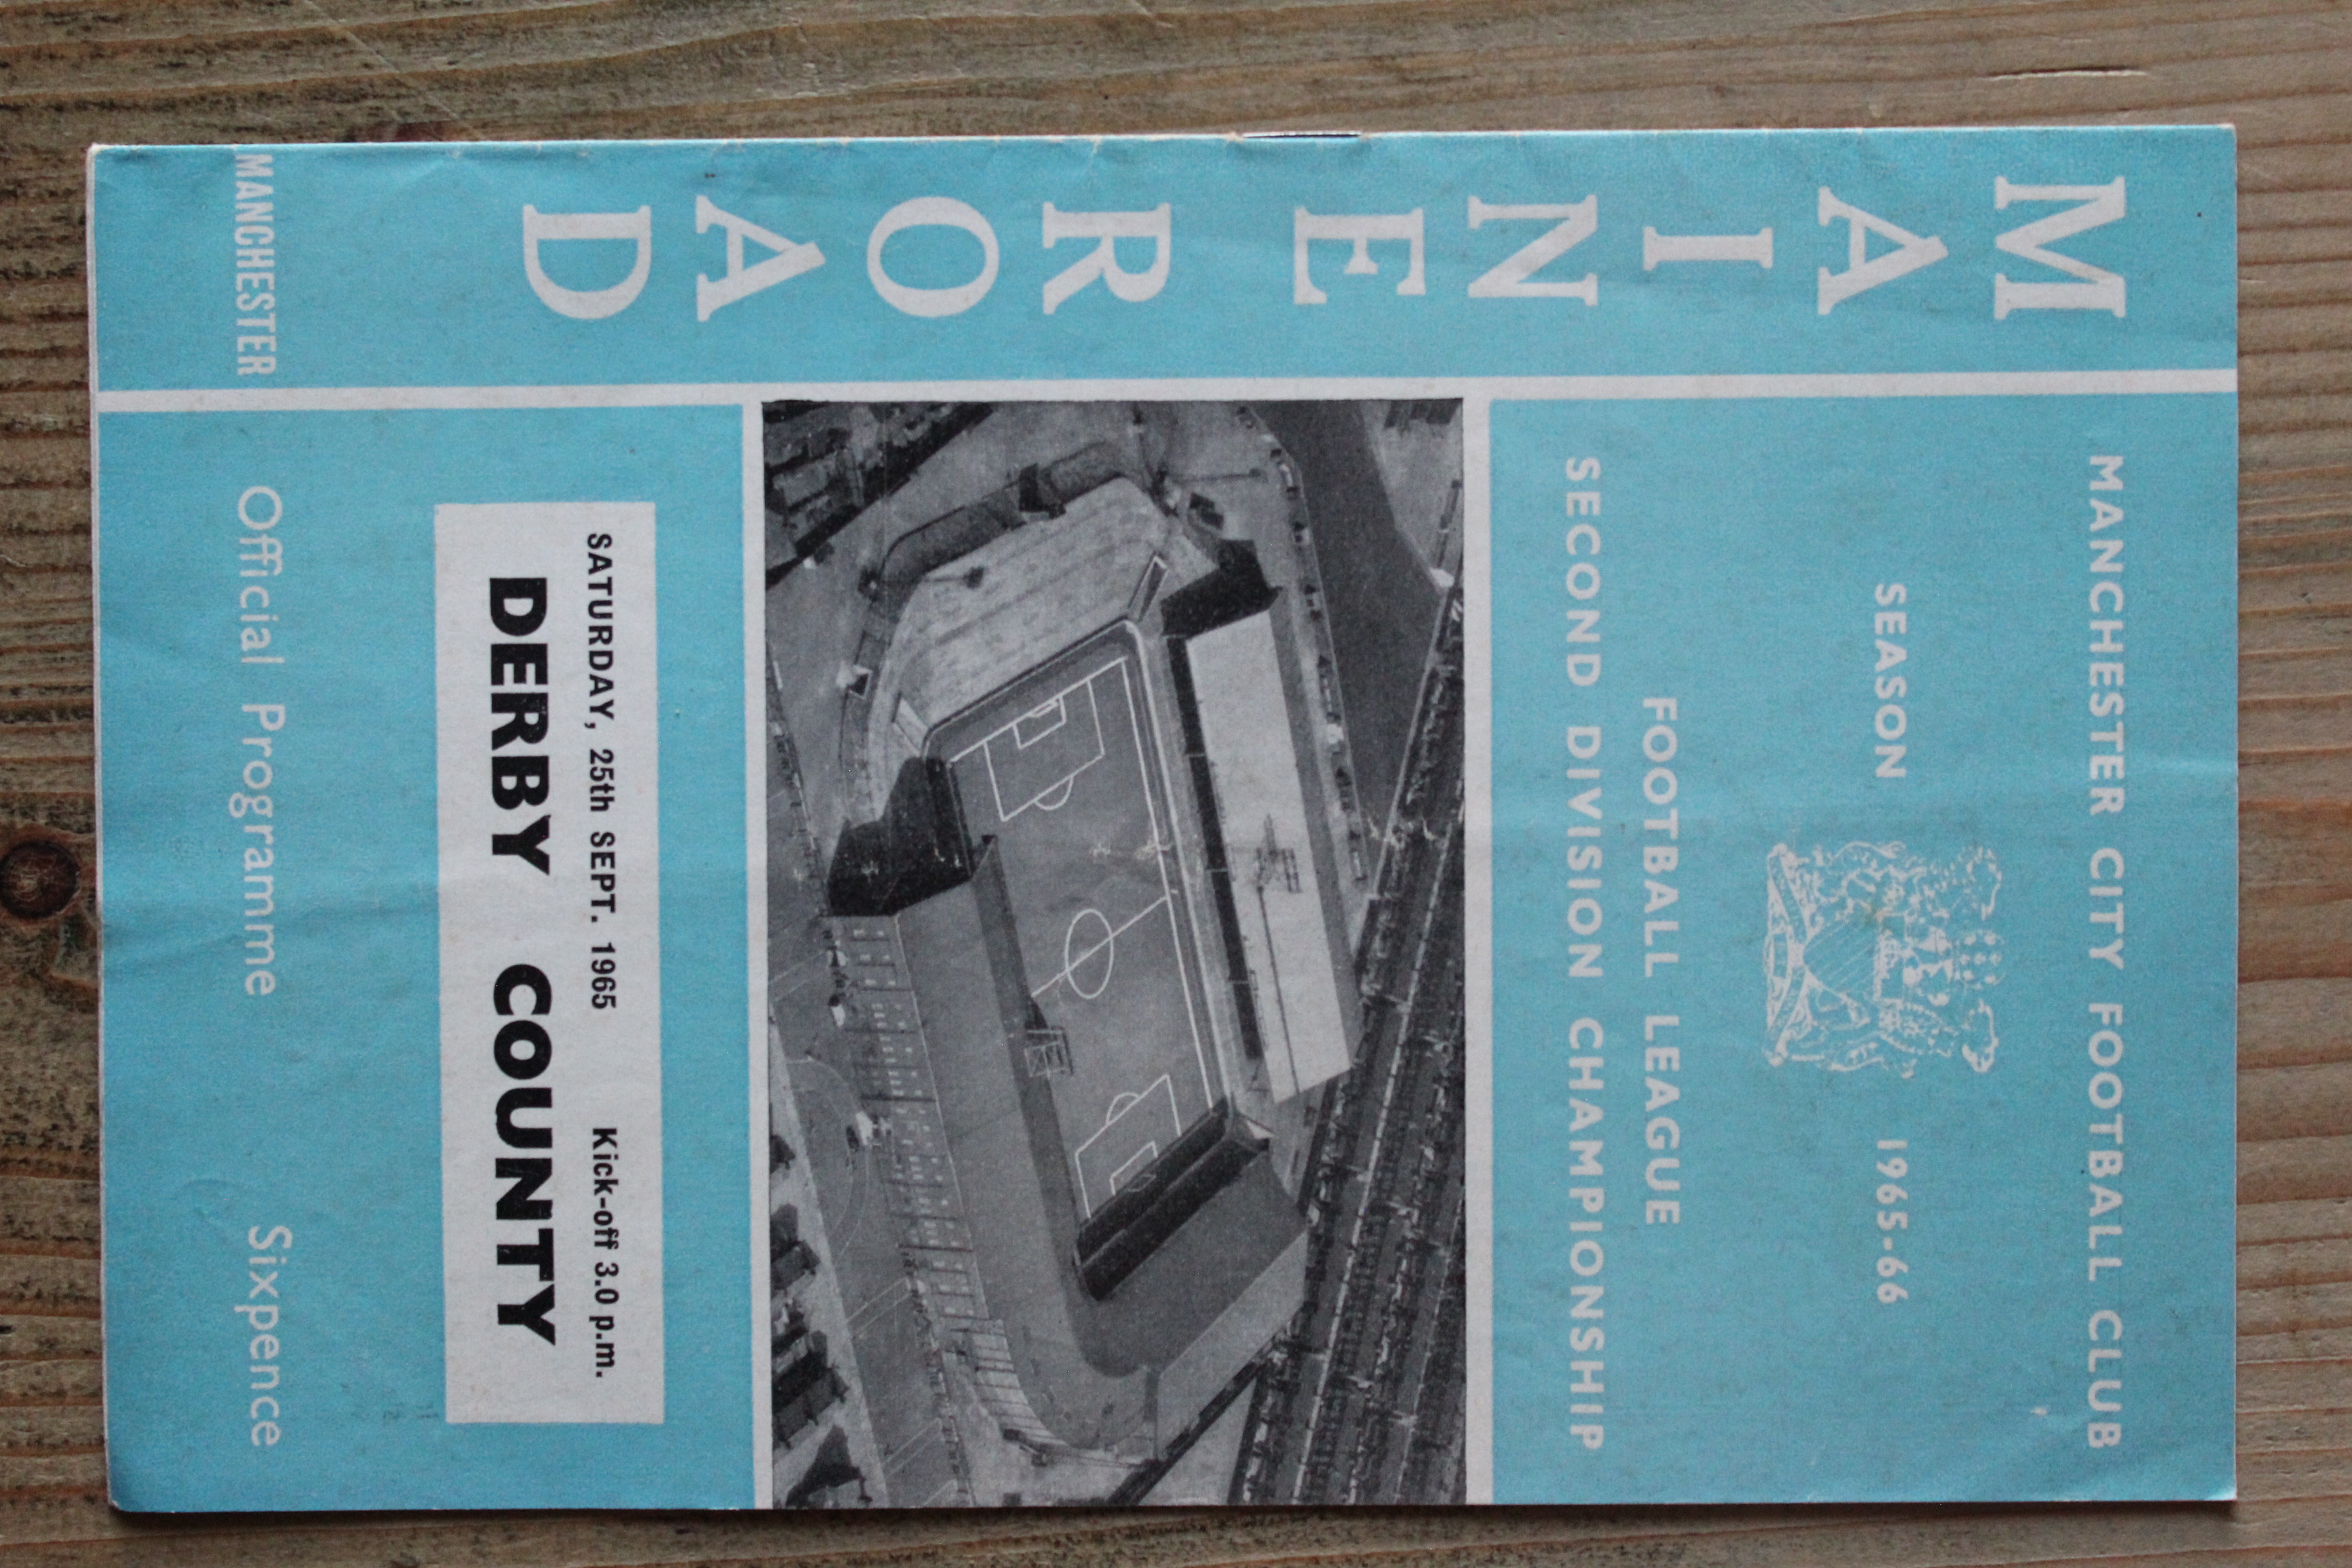 MAINE ROAD
MANCHESTER
MANCHESTER CITY FOOTBALL CLUB
SEASON 1965-66
FOOTBALL LEAGUE
SECOND DIVISION CHAMPIONSHIP
SATURDAY, 25th SEPT. 1965 Kick-off 3.0 p.m.
DERBY COUNTY
Official Programme Sixpence